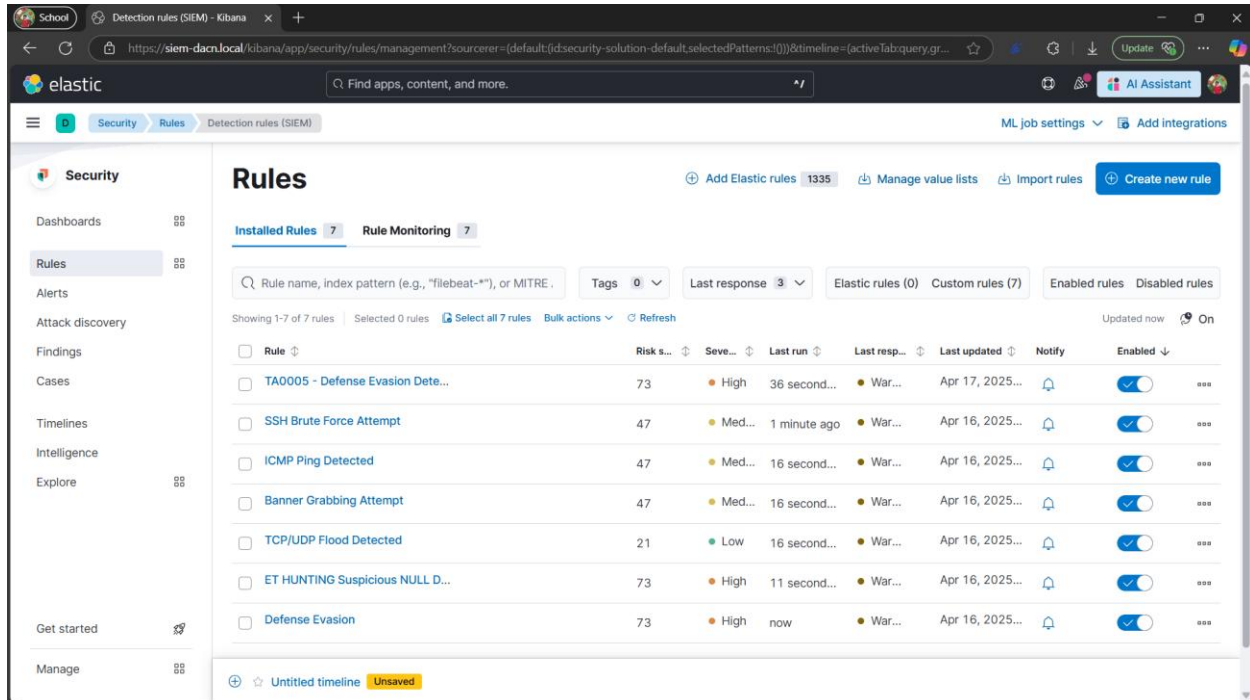 School Detection rules (SIEM) - Kibana
https://siem-dacn.local/kibana/app/security/rules/management?sourcerer=(default:(id:security-solution-default,selectedPatterns:!()))&timeline=(activeTab:query,gr... Update
elastic Find apps, content, and more. ^/ AI Assistant
D Security Rules Detection rules (SIEM) ML job settings Add integrations
Security
Dashboards
Rules
Alerts
Attack discovery
Findings
Cases
Timelines
Intelligence
Explore
Get started
Manage
Rules Add Elastic rules 1335 Manage value lists Import rules Create new rule
Installed Rules 7 Rule Monitoring 7
Rule name, index pattern (e.g., "filebeat-*"), or MITRE . Tags 0 Last response 3 Elastic rules (0) Custom rules (7) Enabled rules Disabled rules
Showing 1-7 of 7 rules Selected 0 rules Select all 7 rules Bulk actions Refresh Updated now On
Rule Risk s... Seve... Last run Last resp... Last updated Notify Enabled
TA0005 - Defense Evasion Dete... 73 High 36 second... War... Apr 17, 2025...
SSH Brute Force Attempt 47 Med... 1 minute ago War... Apr 16, 2025...
ICMP Ping Detected 47 Med... 16 second... War... Apr 16, 2025...
Banner Grabbing Attempt 47 Med... 16 second... War... Apr 16, 2025...
TCP/UDP Flood Detected 21 Low 16 second... War... Apr 16, 2025...
ET HUNTING Suspicious NULL D... 73 High 11 second... War... Apr 16, 2025...
Defense Evasion 73 High now War... Apr 16, 2025...
Untitled timeline Unsaved